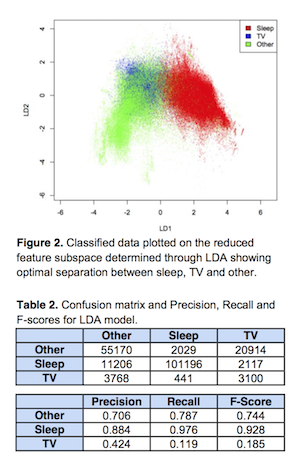 Sleep
TV
Other
4
2
0
-2
-4
-6
LD2
-6 -4 -2 0 2 4 6
LD1
Figure 2. Classified data plotted on the reduced
feature subspace determined through LDA showing
optimal separation between sleep, TV and other.
Table 2. Confusion matrix and Precision, Recall and
F-scores for LDA model.
Other Sleep TV
Other 55170 2029 20914
Sleep 11206 101196 2117
TV 3768 441 3100
Precision Recall F-Score
Other 0.706 0.787 0.744
Sleep 0.884 0.976 0.928
TV 0.424 0.119 0.185